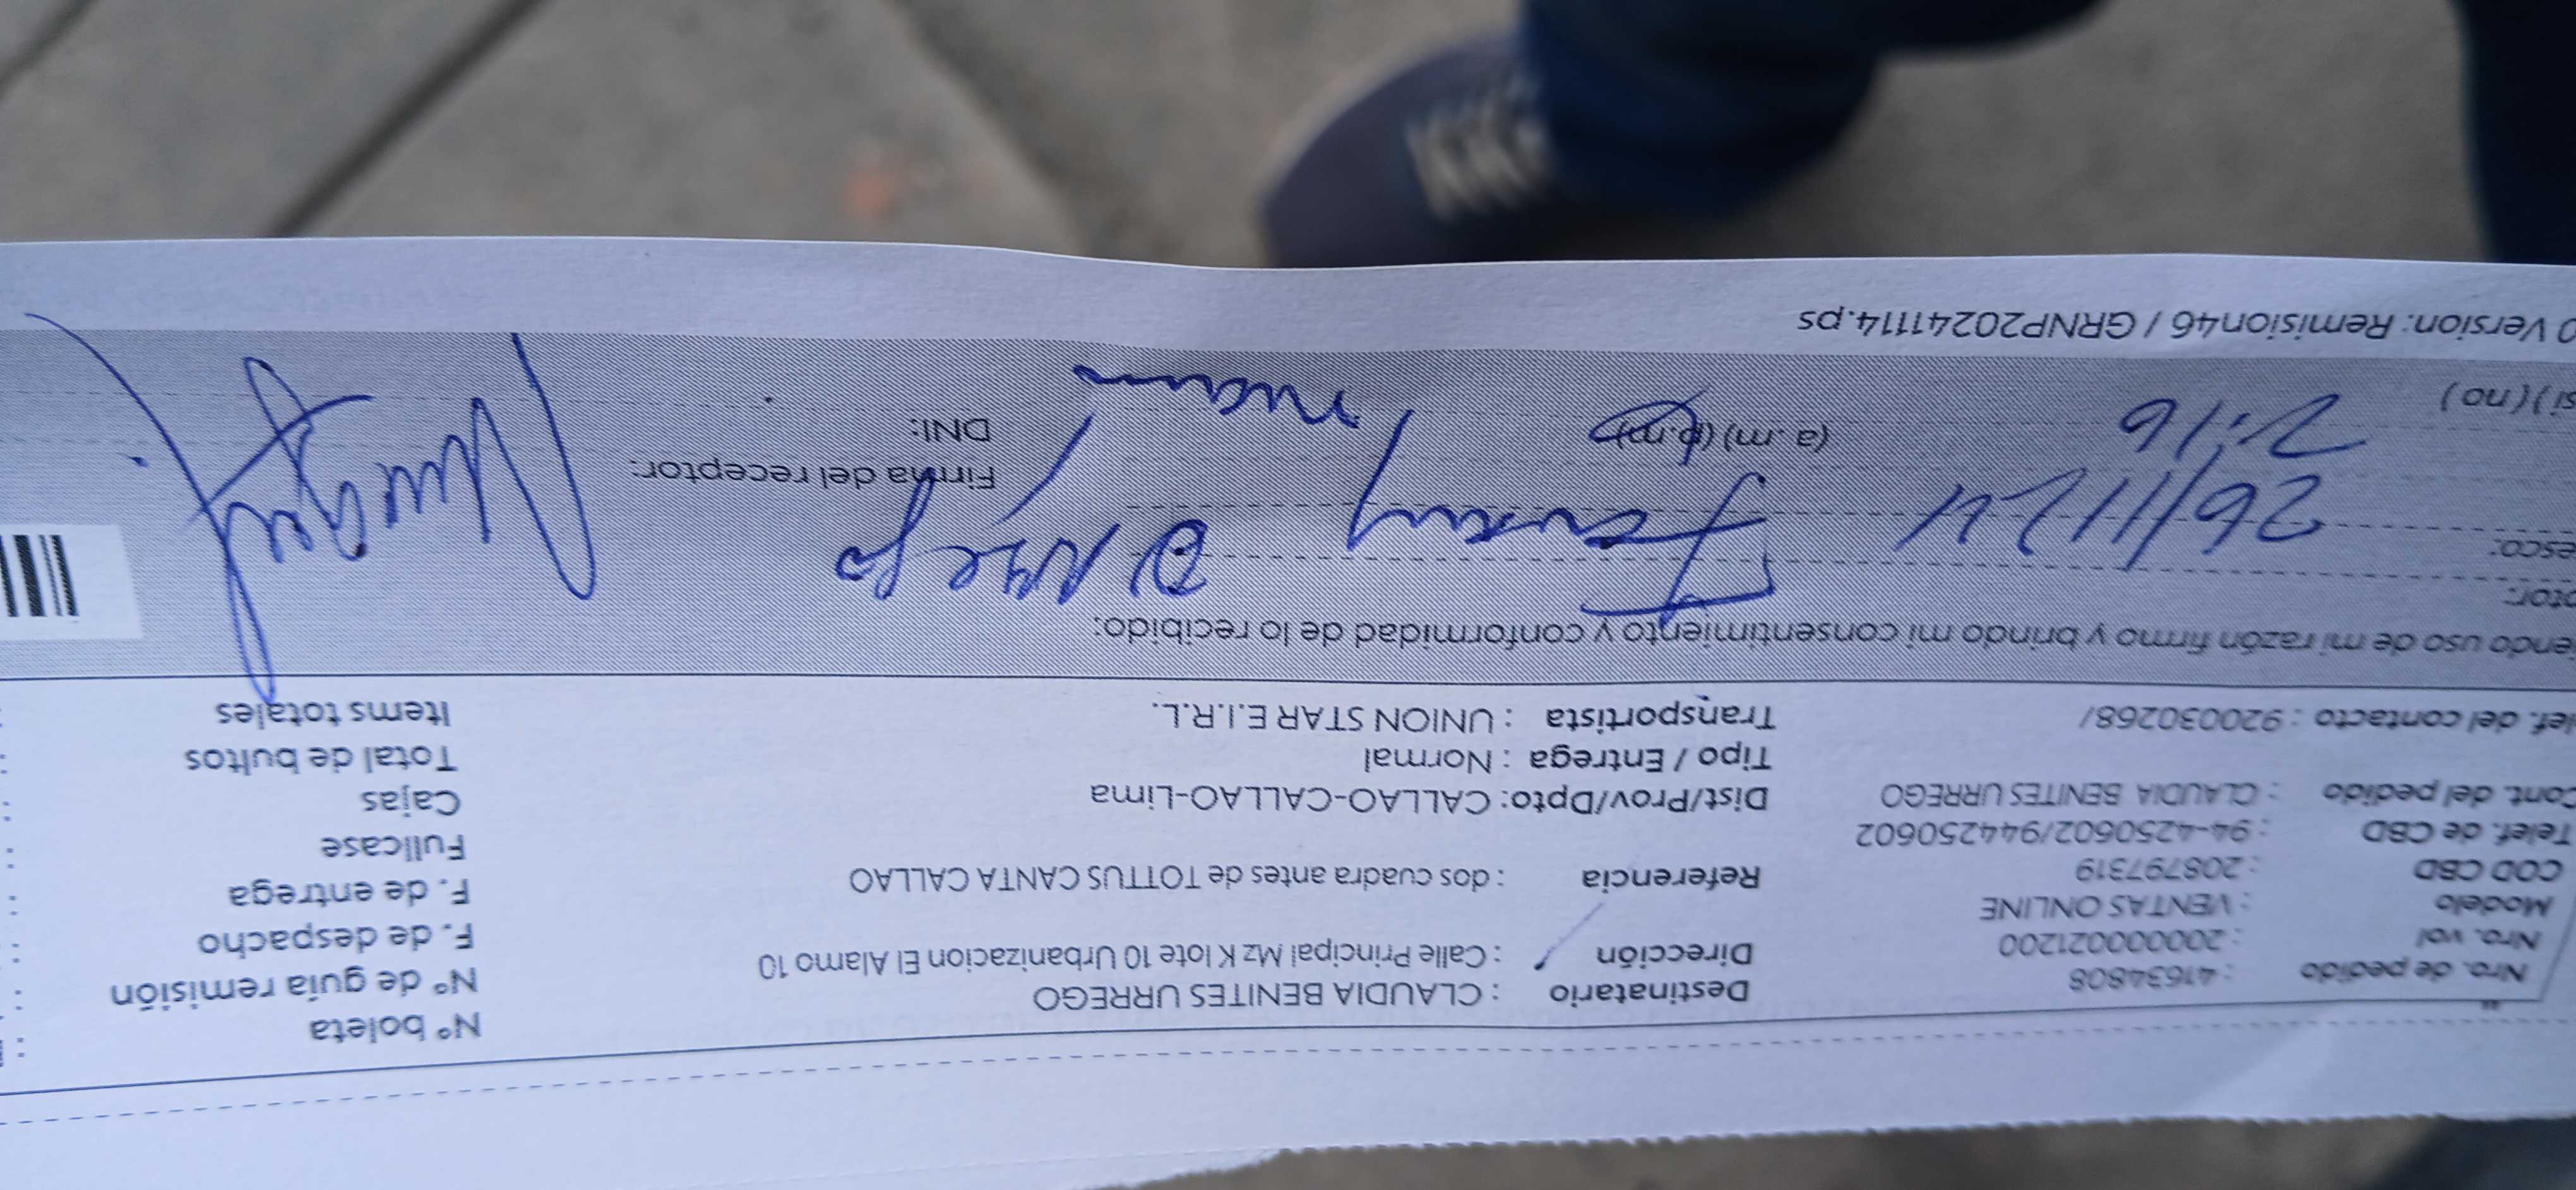 Nro. de pedido : 41634808
Nro. vol : 200000021200
Modelo : VENTAS ONLINE
COD CBD : 208797319
Telef. de CBD : 94-4250602/944250602
Cont. del pedido : CLAUDIA BENITES URREGO
elef. del contacto : 920030268/
Destinatario : CLAUDIA BENITES URREGO
Dirección : Calle Principal Mz K lote 10 Urbanizacion El Alamo 10
Referencia : dos cuadra antes de TOTTUS CANTA CALLAO
Dist/Prov/Dpto: CALLAO-CALLAO-Lima
Tipo / Entrega : Normal
Transportista : UNION STAR E.I.R.L.
N° boleta :
N° de guía remisión :
F. de despacho :
F. de entrega :
Fullcase :
Cajas :
Total de bultos :
Items totales :
endo uso de mi razón firmo y brindo mi consentimiento y conformidad de lo recibido:
ptor:
esco:
26/11/24
2:16
(a.m) (p.m)
Firma del receptor:
DNI:
si) ( no )
Version: Remision46 / GRNP20241114.ps